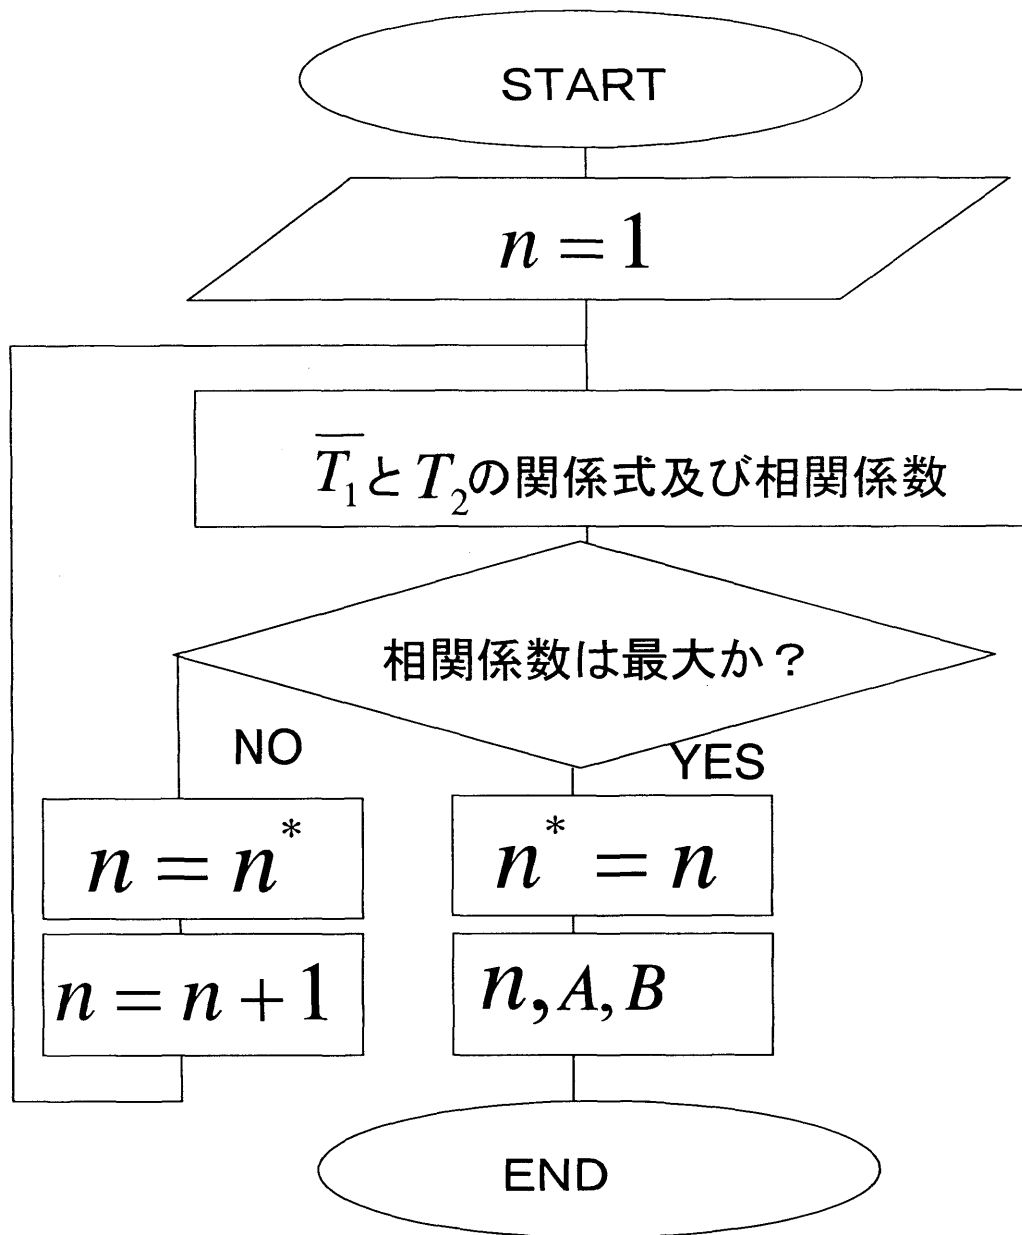 START
n = 1
T̅₁とT₂の関係式及び相関係数
相関係数は最大か？
NO
YES
n = n*
n* = n
n = n + 1
n, A, B
END